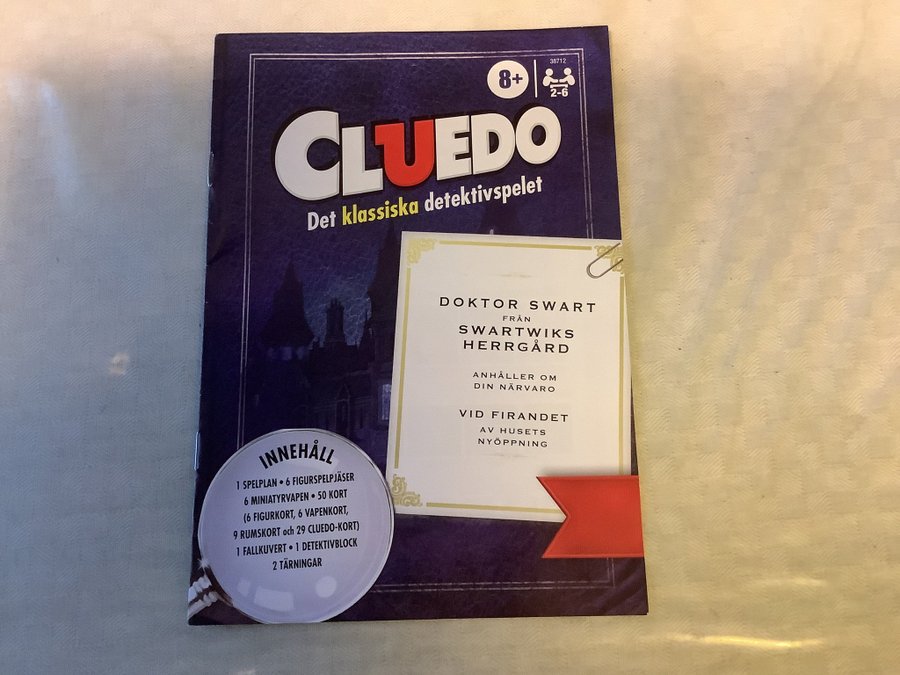 38712
8+
2-6
CLUEDO
Det klassiska detektivspelet
DOKTOR SWART
FRÅN
SWARTWIKS
HERRGÅRD
ANHÅLLER OM
DIN NÄRVARO
VID FIRANDET
AV HUSETS
NYÖPPNING
INNEHÅLL
1 SPELPLAN • 6 FIGURSPELPJÄSER
6 MINIATYRVAPEN • 50 KORT
(6 FIGURKORT, 6 VAPENKORT,
9 RUMSKORT och 29 CLUEDO-KORT)
1 FALLKUVERT • 1 DETEKTIVBLOCK
2 TÄRNINGAR